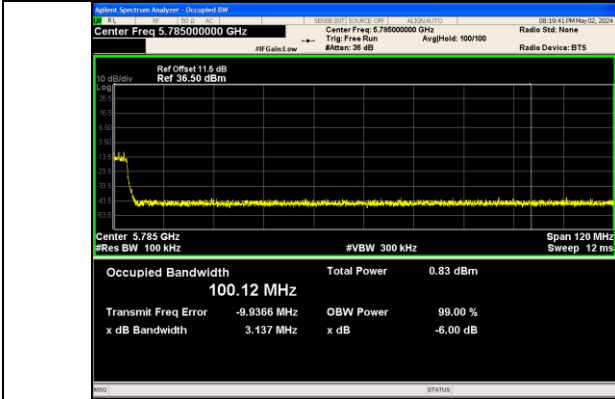 Agilent Spectrum Analyzer - Occupied BW
RL RF 50 Ω AC SENSE:INT SOURCE OFF ALIGNAUTO 08:19:41 PM May 02, 2024
Center Freq 5.785000000 GHz Center Freq: 5.785000000 GHz Radio Std: None
Trig: Free Run Avg|Hold: 100/100
#IFGain:Low #Atten: 36 dB Radio Device: BTS
Ref Offset 11.5 dB
10 dB/div Ref 36.50 dBm
Log
26.5
16.5
6.50
-3.50
-13.5
-23.5
-33.5
-43.5
-53.5
Center 5.785 GHz Span 120 MHz
#Res BW 100 kHz #VBW 300 kHz Sweep 12 ms
Occupied Bandwidth Total Power 0.83 dBm
100.12 MHz
Transmit Freq Error -9.9366 MHz OBW Power 99.00 %
x dB Bandwidth 3.137 MHz x dB -6.00 dB
MSG STATUS